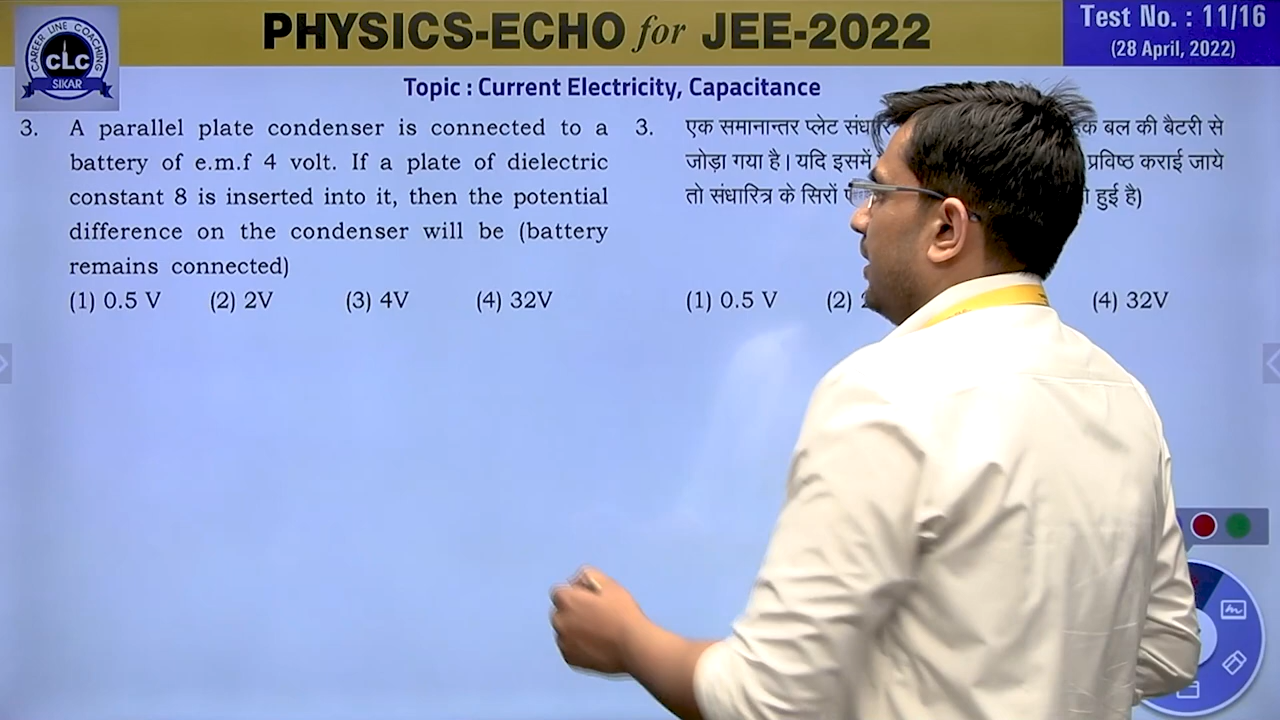 PHYSICS-ECHO for JEE-2022
Test No. : 11/16
(28 April, 2022)
CAREER LINE COACHING
CLC
SIKAR
Topic : Current Electricity, Capacitance
3. A parallel plate condenser is connected to a
battery of e.m.f 4 volt. If a plate of dielectric
constant 8 is inserted into it, then the potential
difference on the condenser will be (battery
remains connected)
(1) 0.5 V (2) 2V (3) 4V (4) 32V
3. एक समानान्तर प्लेट बल की बैटरी से
जोड़ा गया है। यदि इसमें प्रविष्ठ कराई जाये
तो संधारित्र के सिरों हुई है)
(1) 0.5 V (2) (4) 32V